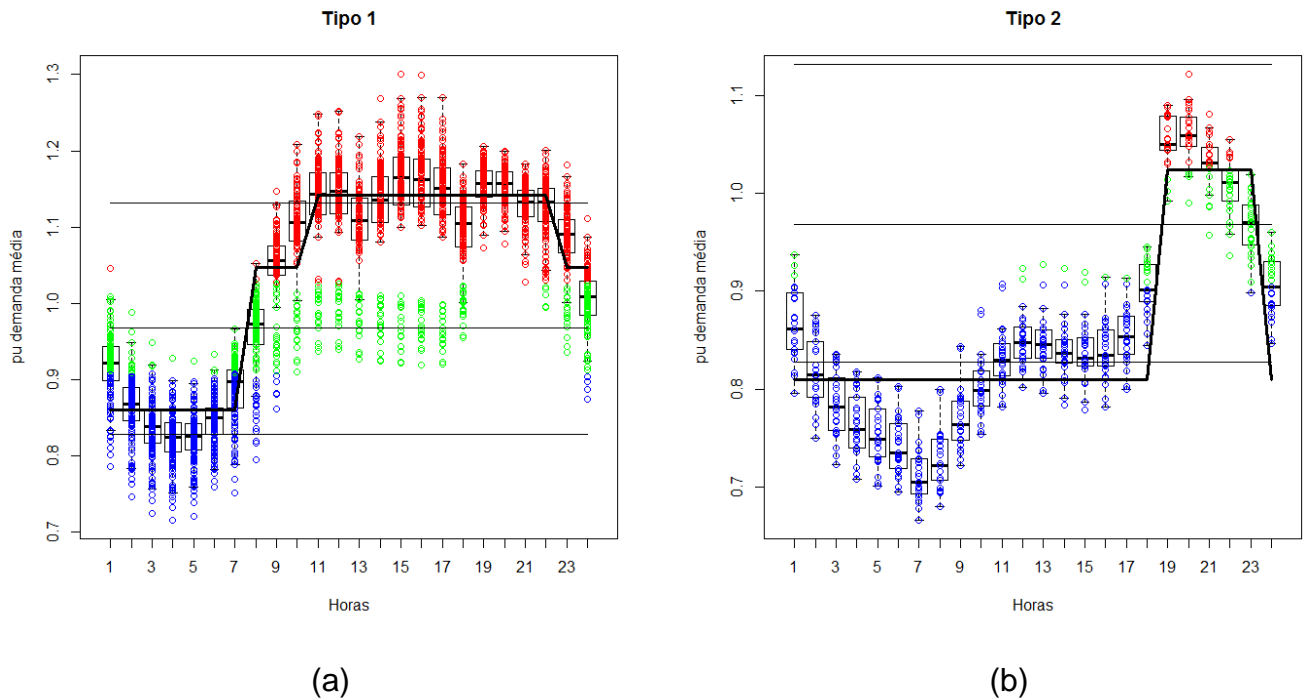 Tipo 1
pu demanda média
1.3
1.2
1.1
1.0
0.9
0.8
0.7
1 3 5 7 9 11 13 15 17 19 21 23
Horas
(a)
Tipo 2
pu demanda média
1.1
1.0
0.9
0.8
0.7
1 3 5 7 9 11 13 15 17 19 21 23
Horas
(b)